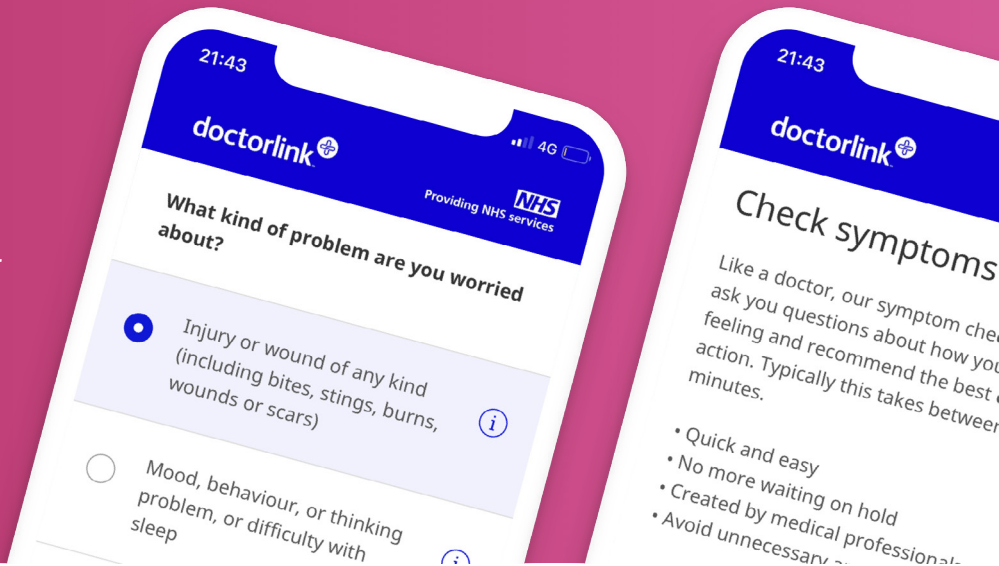 21:43
4G
doctorlink
NHS
Providing NHS services
What kind of problem are you worried
about?
Injury or wound of any kind
(including bites, stings, burns,
wounds or scars)
i
Mood, behaviour, or thinking
problem, or difficulty with
sleep
i
21:43
doctorlink
Check symptoms
Like a doctor, our symptom
ask you questions about how
feeling and recommend the best
action. Typically this takes between
minutes.
• Quick and easy
• No more waiting on hold
• Created by medical professionals
• Avoid unnecessary